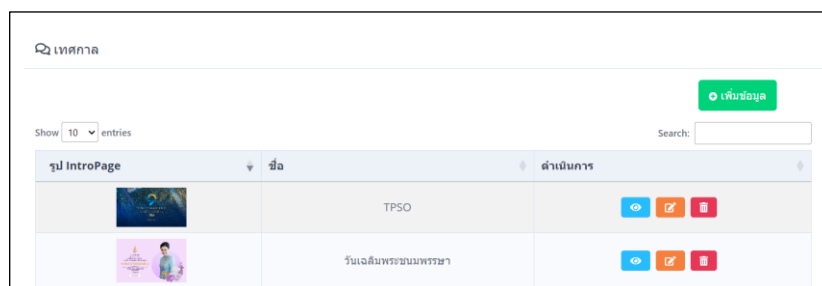 เทศกาล
เพิ่มข้อมูล
Show 10 entries
Search:
รูป IntroPage ชื่อ ดำเนินการ
TPSO
วันเฉลิมพระชนมพรรษา